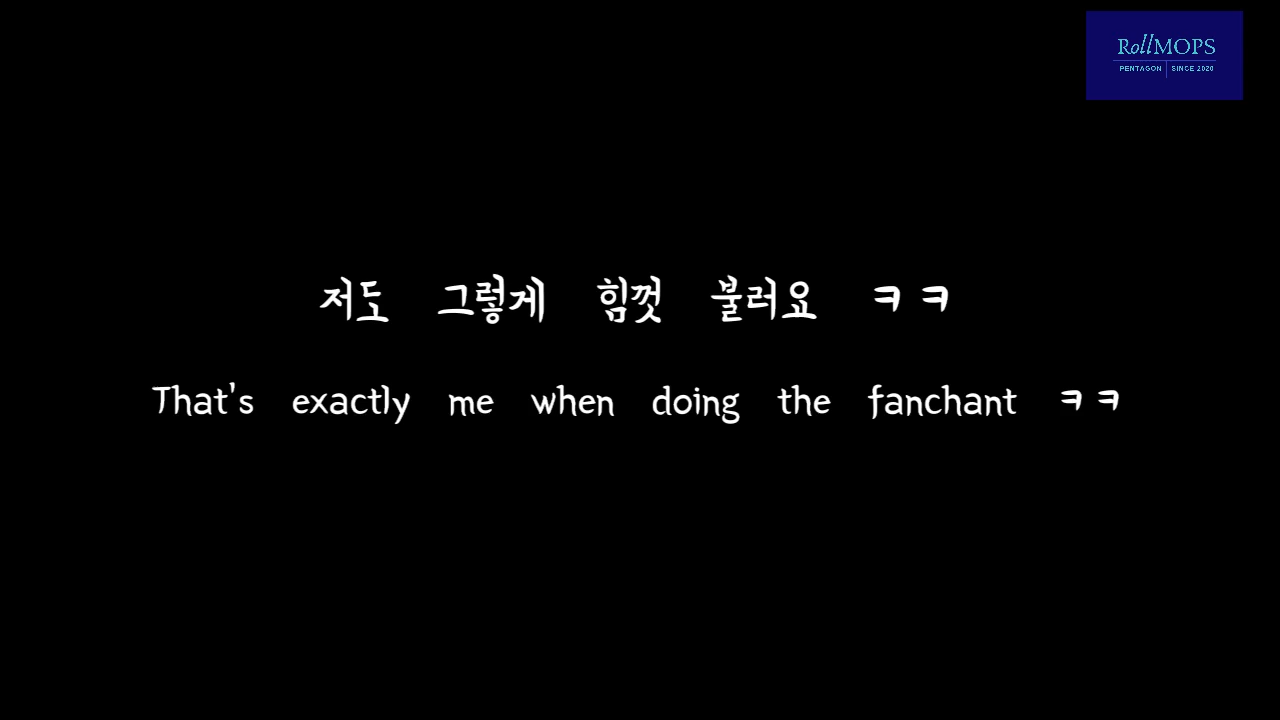 RollMOPS
PENTAGON | SINCE 2020
저도 그렇게 힘껏 불러요 ㅋㅋ
That's exactly me when doing the fanchant ㅋㅋ